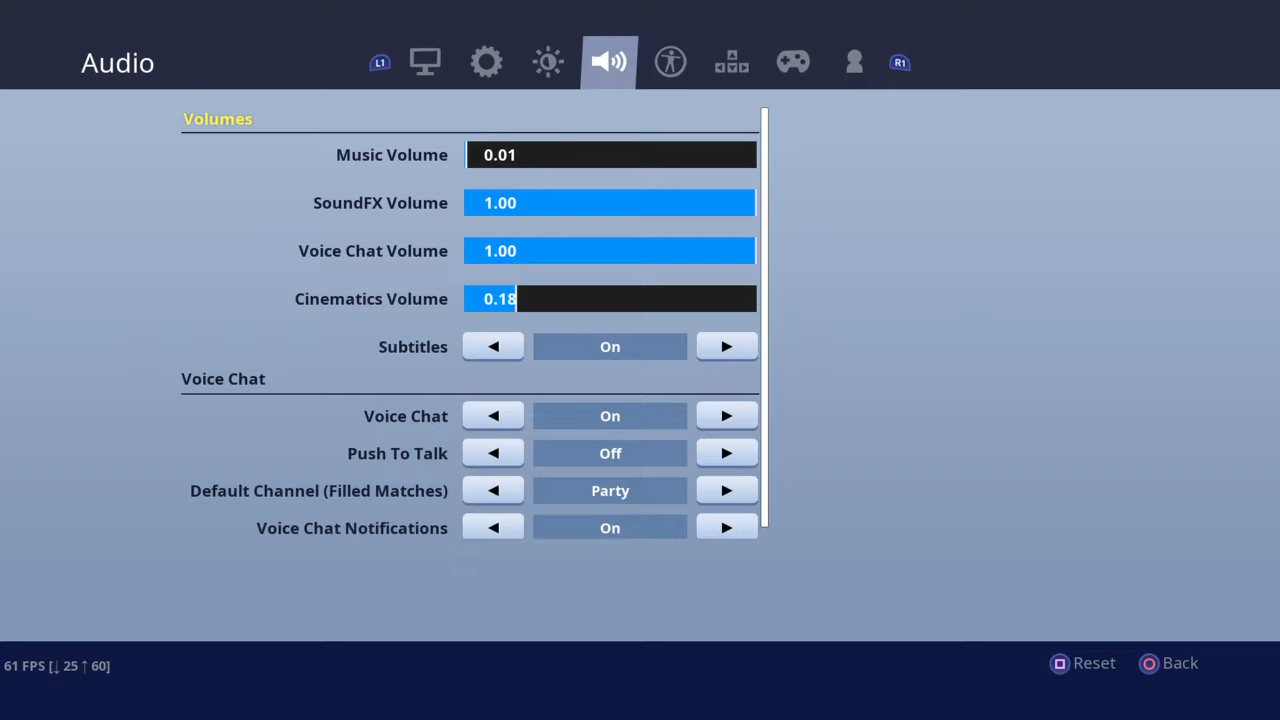 Audio
L1
R1
Volumes
Music Volume 0.01
SoundFX Volume 1.00
Voice Chat Volume 1.00
Cinematics Volume 0.18
Subtitles ◄ On ►
Voice Chat
Voice Chat ◄ On ►
Push To Talk ◄ Off ►
Default Channel (Filled Matches) ◄ Party ►
Voice Chat Notifications ◄ On ►
61 FPS [↓ 25 ↑ 60]
Reset
Back